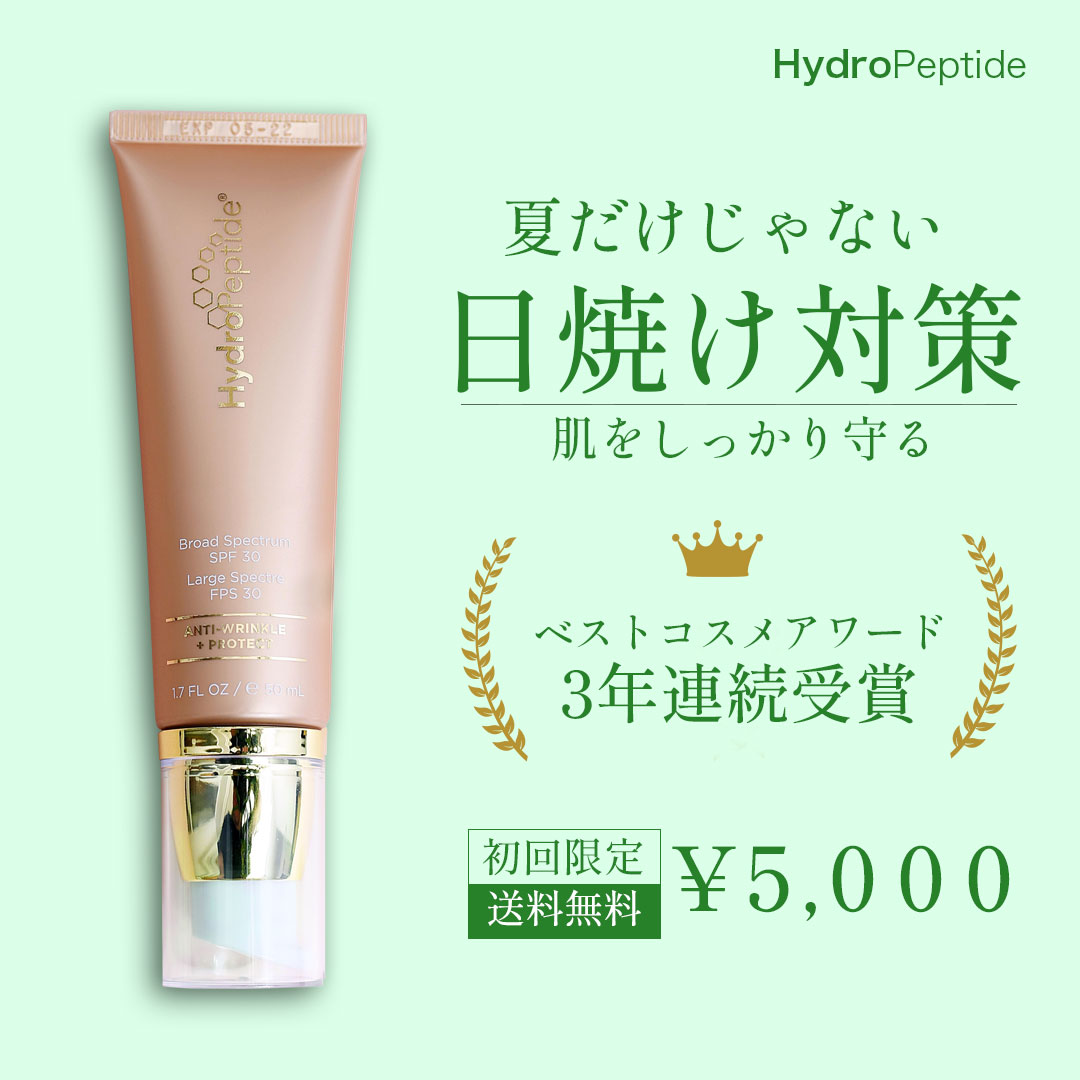 HydroPeptide
EXP 05-22
HydroPeptide®
夏だけじゃない
日焼け対策
肌をしっかり守る
Broad Spectrum
SPF 30
Large Spectre
FPS 30
ANTI-WRINKLE
+ PROTECT
1.7 FL OZ / ℮ 50 mL
ベストコスメアワード
3年連続受賞
初回限定
送料無料
¥5,000